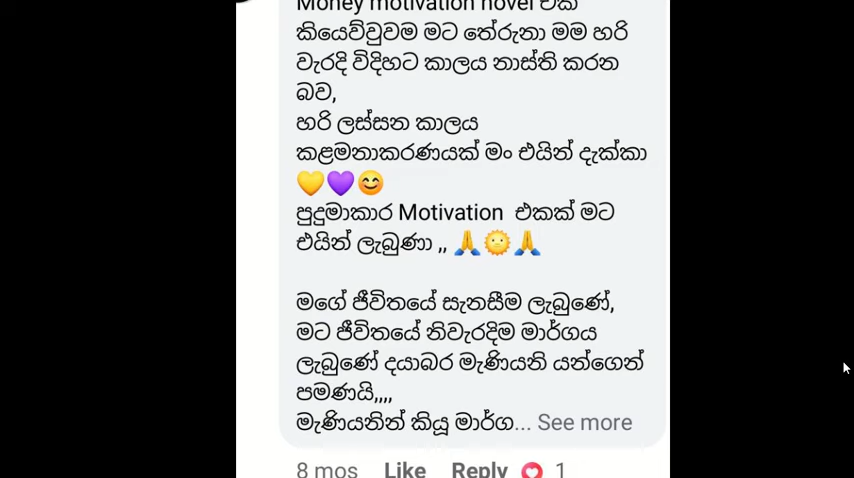 Money motivation novel එක
කියෙව්වුවම මට තේරුනා මම හරි
වැරදි විදිහට කාලය නාස්ති කරන
බව,
හරි ලස්සන කාලය
කළමනාකරණයක් මං එයින් දැක්කා
💛💜😊
පුදුමාකාර Motivation එකක් මට
එයින් ලැබුණා ,, 🙏🌞🙏
මගේ ජීවිතයේ සැනසීම ලැබුණේ,
මට ජීවිතයේ නිවැරදිම මාර්ගය
ලැබුණේ දයාබර මැණියනි යන්ගෙන්
පමණයි,,,,
මැණියනින් කියූ මාර්ග... See more
8 mos Like Reply 1